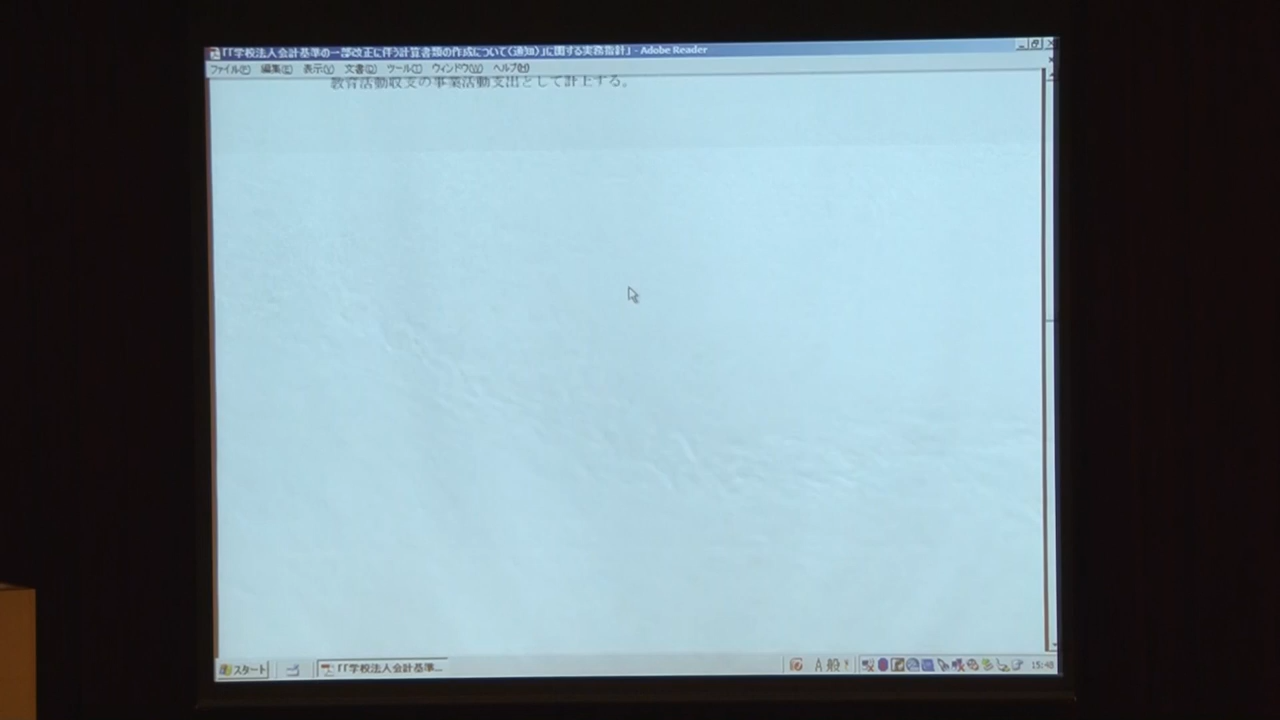 「「学校法人会計基準の一部改正に伴う計算書類の作成について(通知)」に関する実務指針」 - Adobe Reader
ファイル(F) 編集(E) 表示(V) 文書(D) ツール(T) ウィンドウ(W) ヘルプ(H)
教育活動収支の事業活動支出として計上する。
スタート 「「学校法人会計基準... A 般 15:48